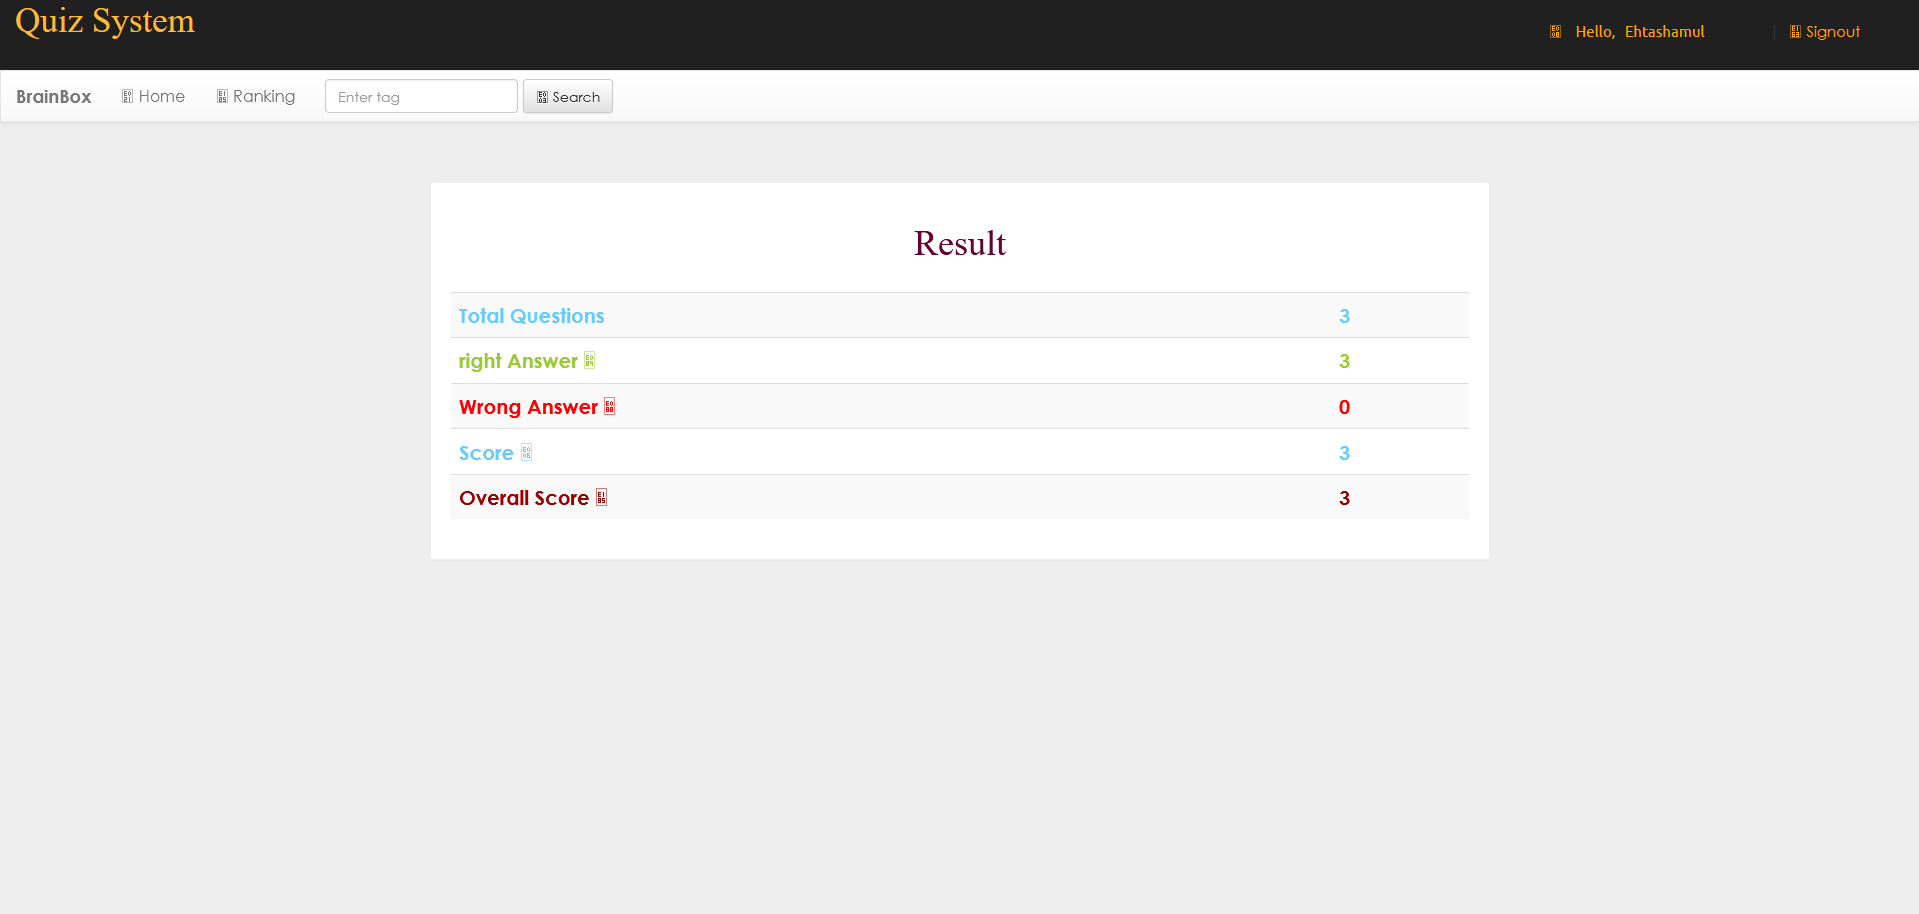 Quiz System
Hello, Ehtashamul | Signout
BrainBox Home Ranking Enter tag Search
Result
Total Questions 3
right Answer 3
Wrong Answer 0
Score 3
Overall Score 3